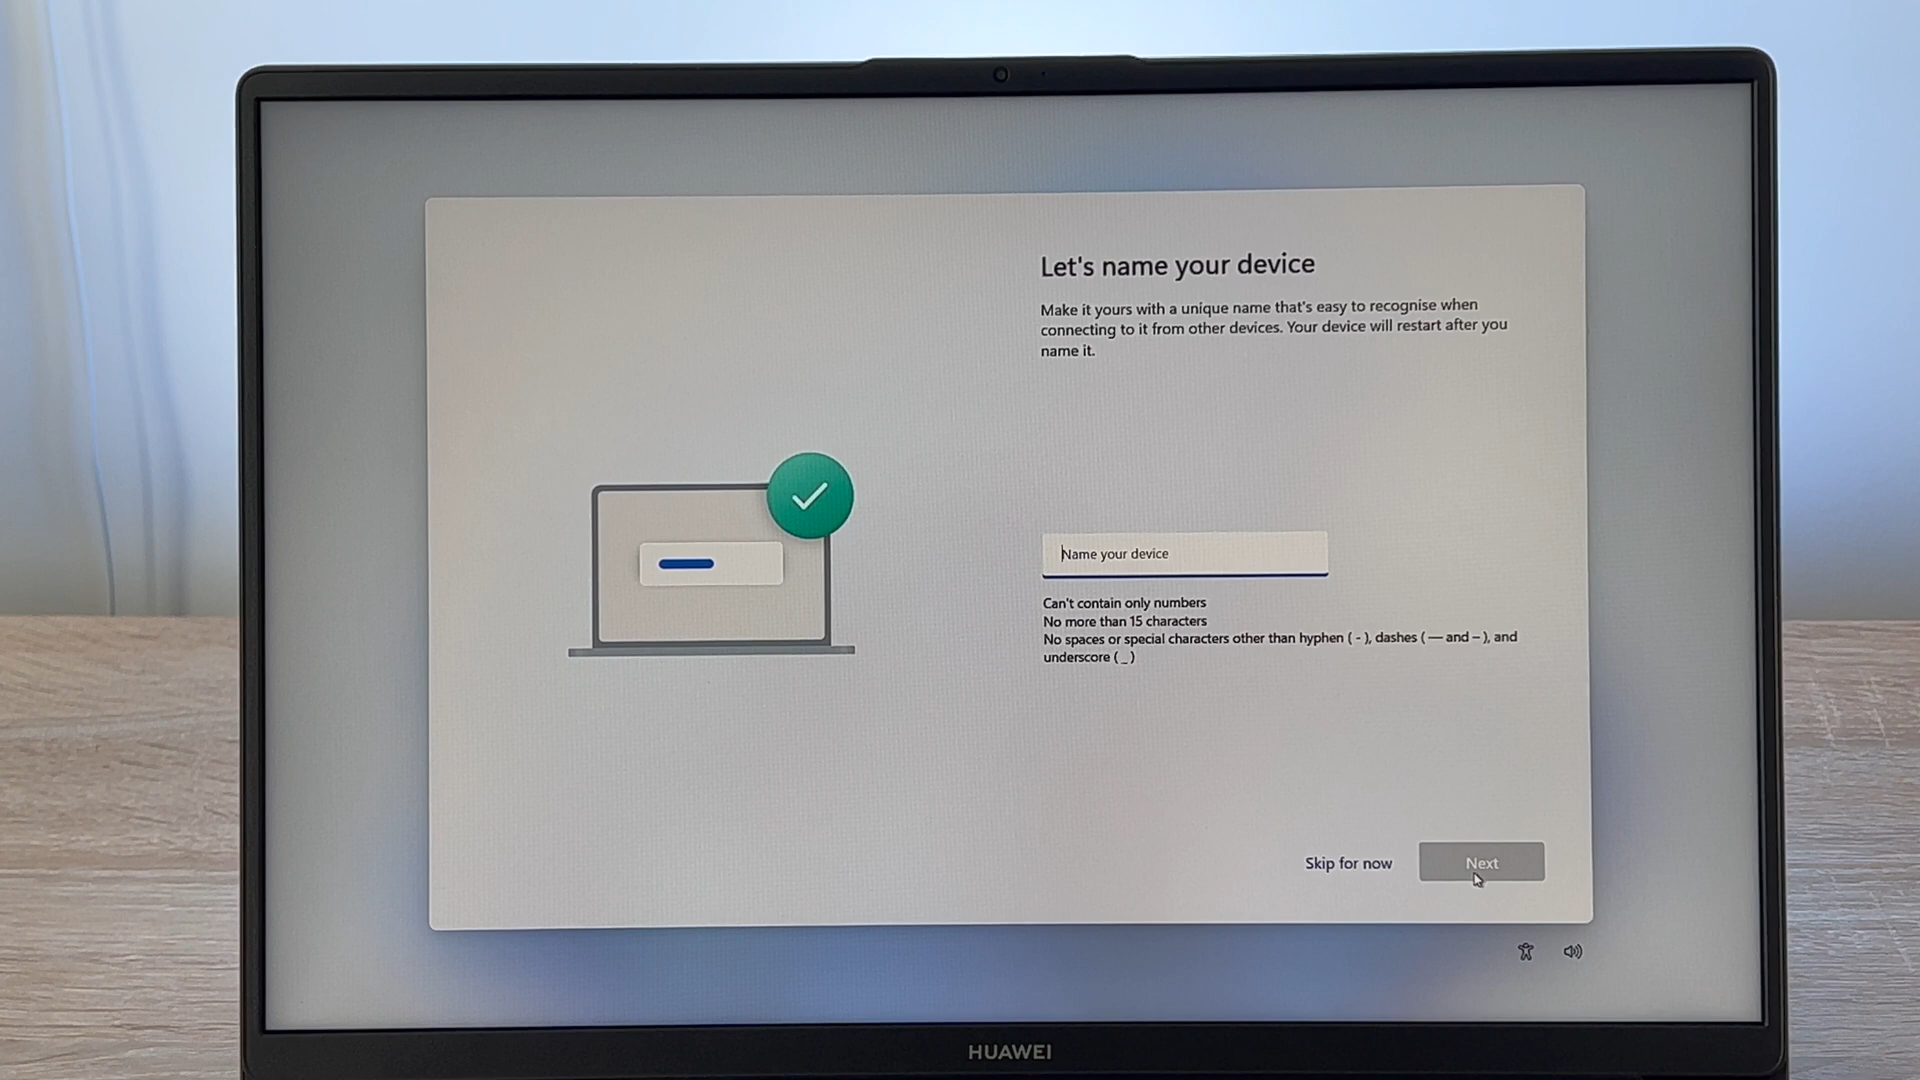 Let's name your device
Make it yours with a unique name that's easy to recognise when
connecting to it from other devices. Your device will restart after you
name it.
Name your device
Can't contain only numbers
No more than 15 characters
No spaces or special characters other than hyphen ( - ), dashes ( — and – ), and
underscore ( _ )
Skip for now
Next
HUAWEI